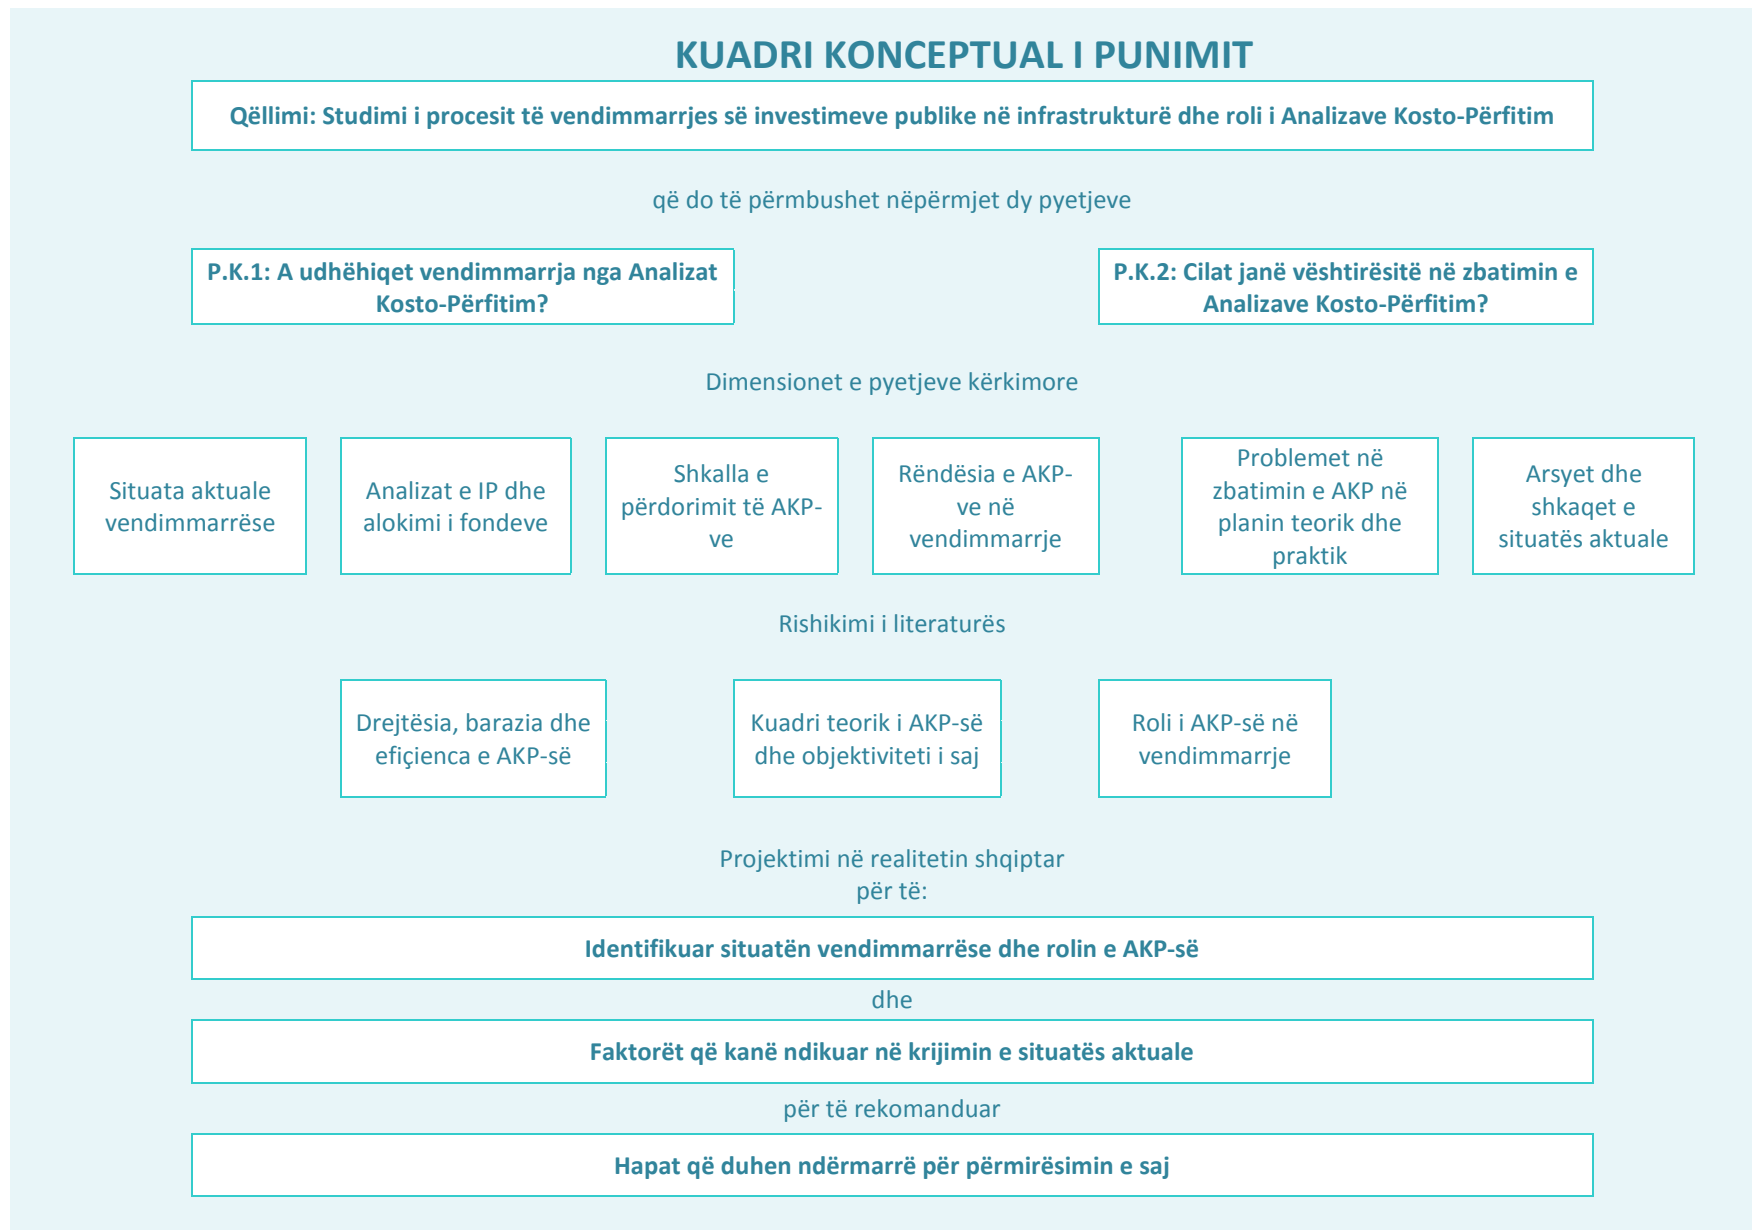 KUADRI KONCEPTUAL I PUNIMIT
Qëllimi: Studimi i procesit të vendimmarrjes së investimeve publike në infrastrukturë dhe roli i Analizave Kosto-Përfitim
që do të përmbushet nëpërmjet dy pyetjeve
P.K.1: A udhëhiqet vendimmarrja nga Analizat
Kosto-Përfitim?
P.K.2: Cilat janë vështirësitë në zbatimin e
Analizave Kosto-Përfitim?
Dimensionet e pyetjeve kërkimore
Situata aktuale
vendimmarrëse
Analizat e IP dhe
alokimi i fondeve
Shkalla e
përdorimit të AKP-
ve
Rëndësia e AKP-
ve në
vendimmarrje
Problemet në
zbatimin e AKP në
planin teorik dhe
praktik
Arsyet dhe
shkaqet e
situatës aktuale
Rishikimi i literaturës
Drejtësia, barazia dhe
efiçienca e AKP-së
Kuadri teorik i AKP-së
dhe objektiviteti i saj
Roli i AKP-së në
vendimmarrje
Projektimi në realitetin shqiptar
për të:
Identifikuar situatën vendimmarrëse dhe rolin e AKP-së
dhe
Faktorët që kanë ndikuar në krijimin e situatës aktuale
për të rekomanduar
Hapat që duhen ndërmarrë për përmirësimin e saj